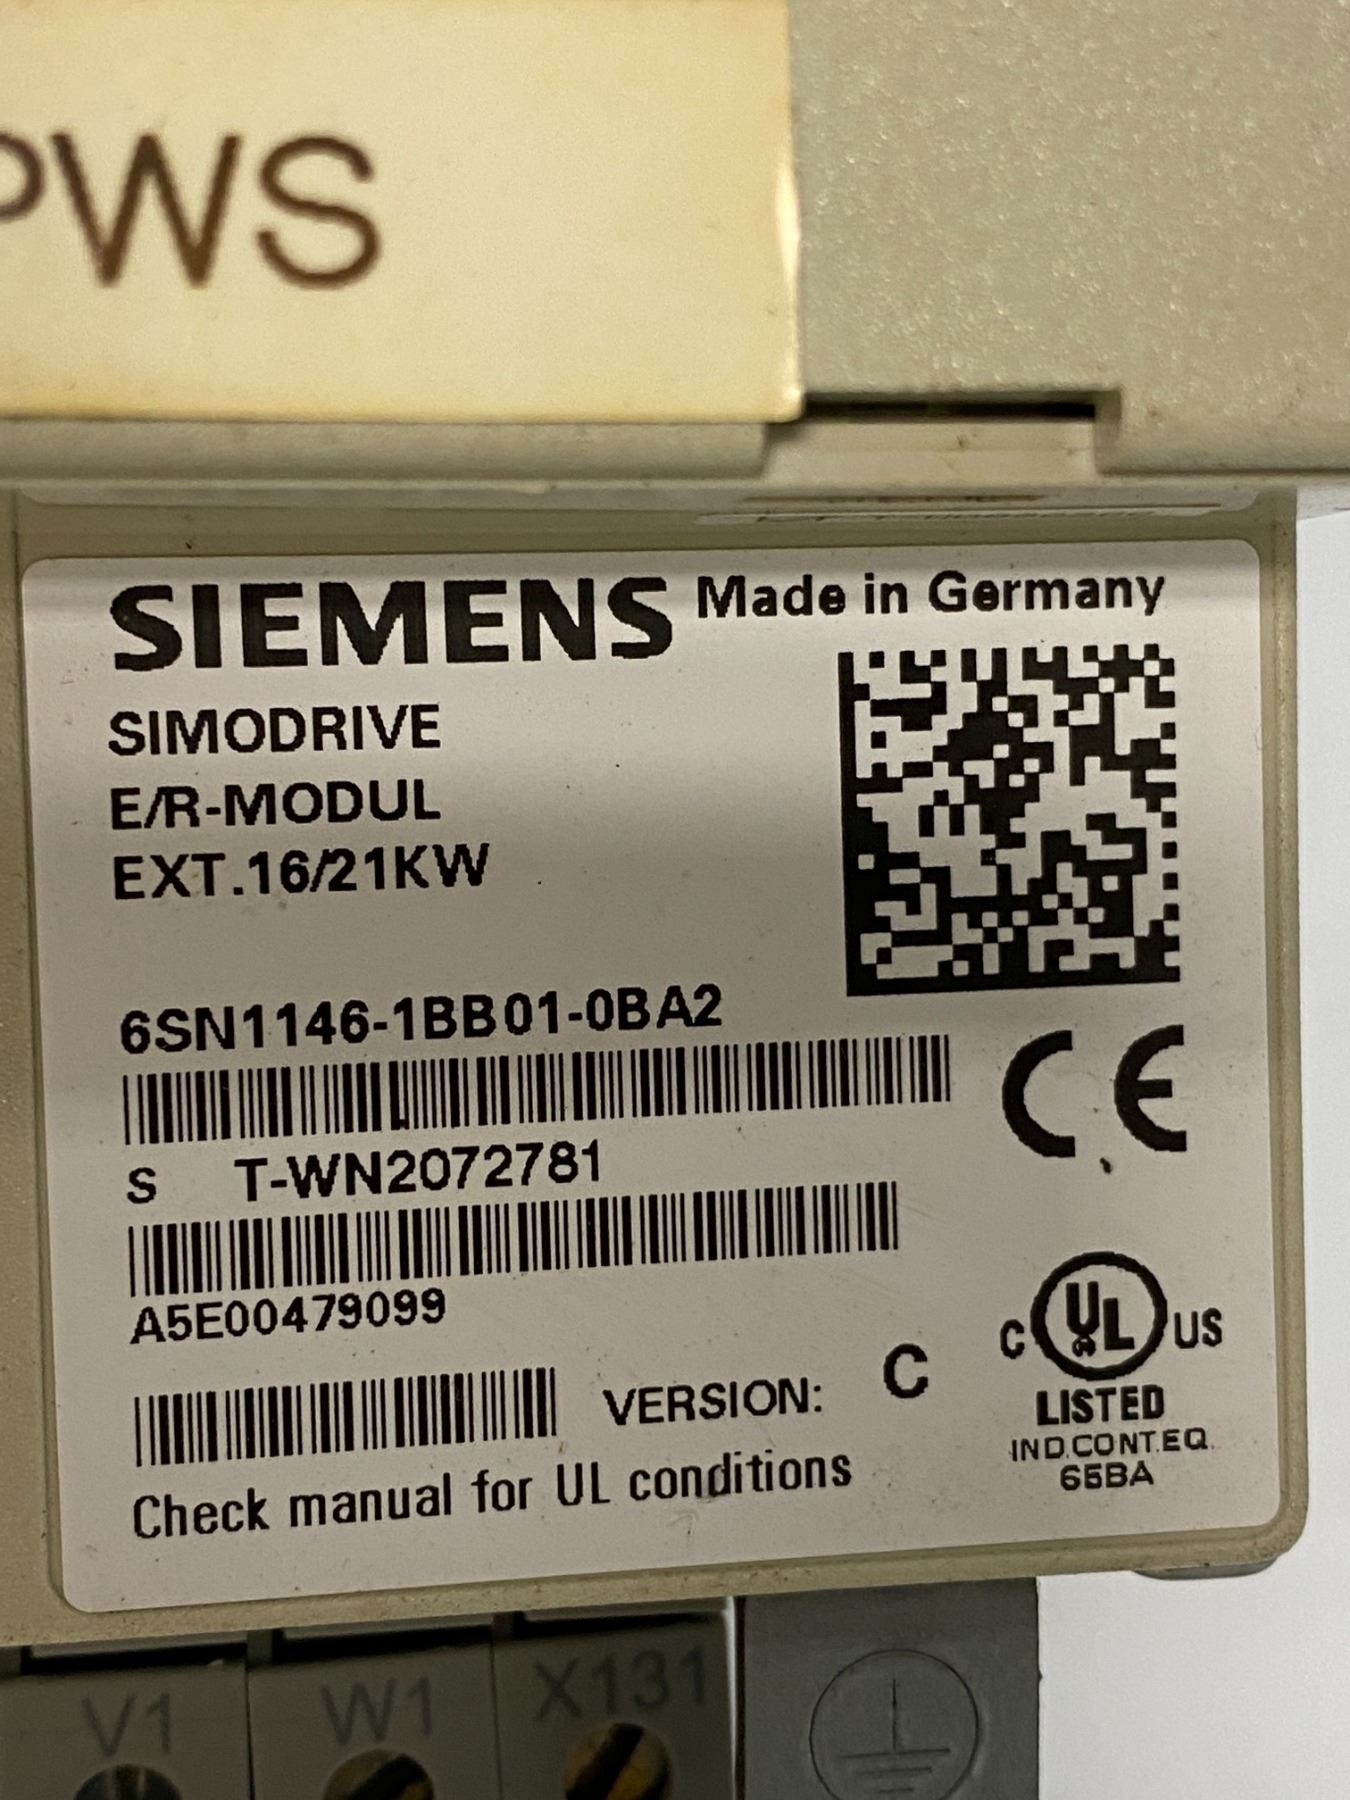 PWS
SIEMENS Made in Germany
SIMODRIVE
E/R-MODUL
EXT.16/21KW
6SN1146-1BB01-0BA2
CE
S T-WN2072781
A5E00479099
VERSION: C
Check manual for UL conditions
C UL US
LISTED
IND.CONT.EQ.
65BA
V1 W1 X131